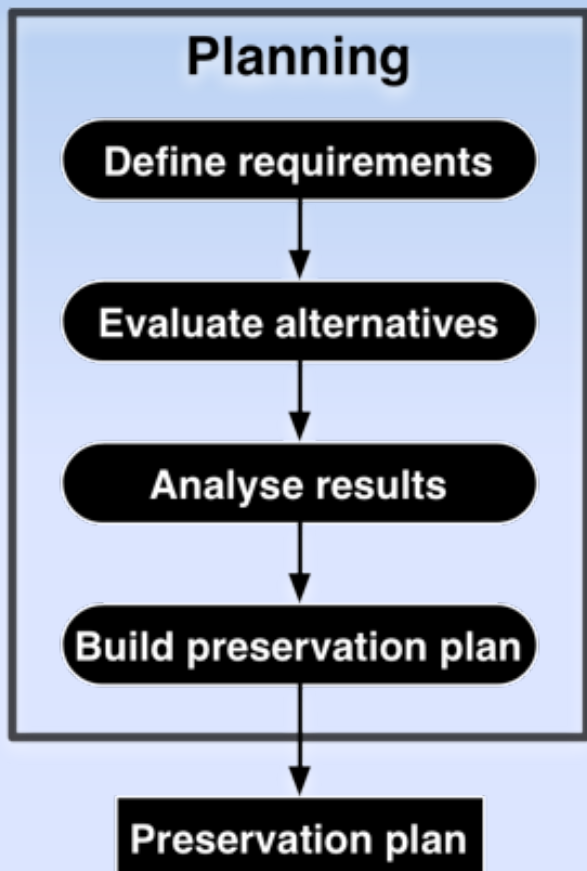 Planning
Define requirements
Evaluate alternatives
Analyse results
Build preservation plan
Preservation plan